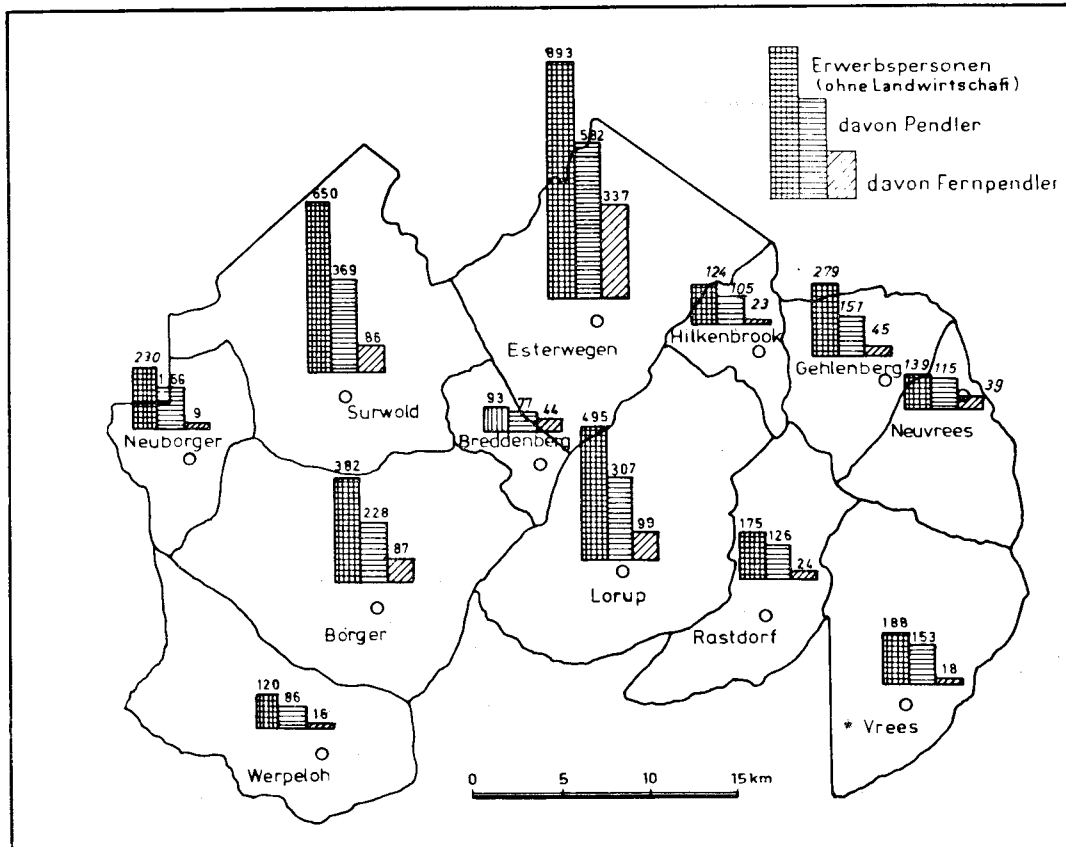 893
Erwerbspersonen
(ohne Landwirtschaft)
582
davon Pendler
337
davon Fernpendler
650
369
86
124
105
23
Hilkenbrook
279
151
45
Gehlenberg
Esterwegen
230
166
9
Neubörger
Surwold
93
77
44
Breddenberg
139
115
39
Neuvrees
495
307
99
Lorup
382
228
87
Börger
175
126
24
Rastdorf
188
153
18
* Vrees
120
86
16
Werpeloh
0 5 10 15 km